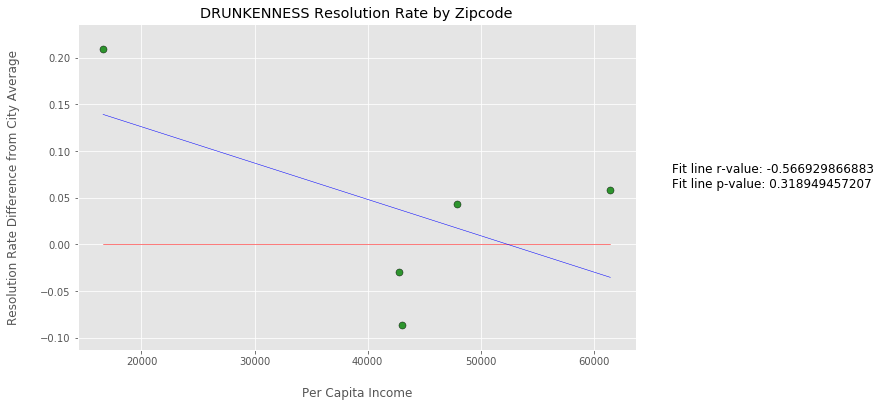 DRUNKENNESS Resolution Rate by Zipcode
Resolution Rate Difference from City Average
0.20
0.15
0.10
0.05
0.00
−0.05
−0.10
20000
30000
40000
50000
60000
Per Capita Income
Fit line r-value: -0.566929866883
Fit line p-value: 0.318949457207